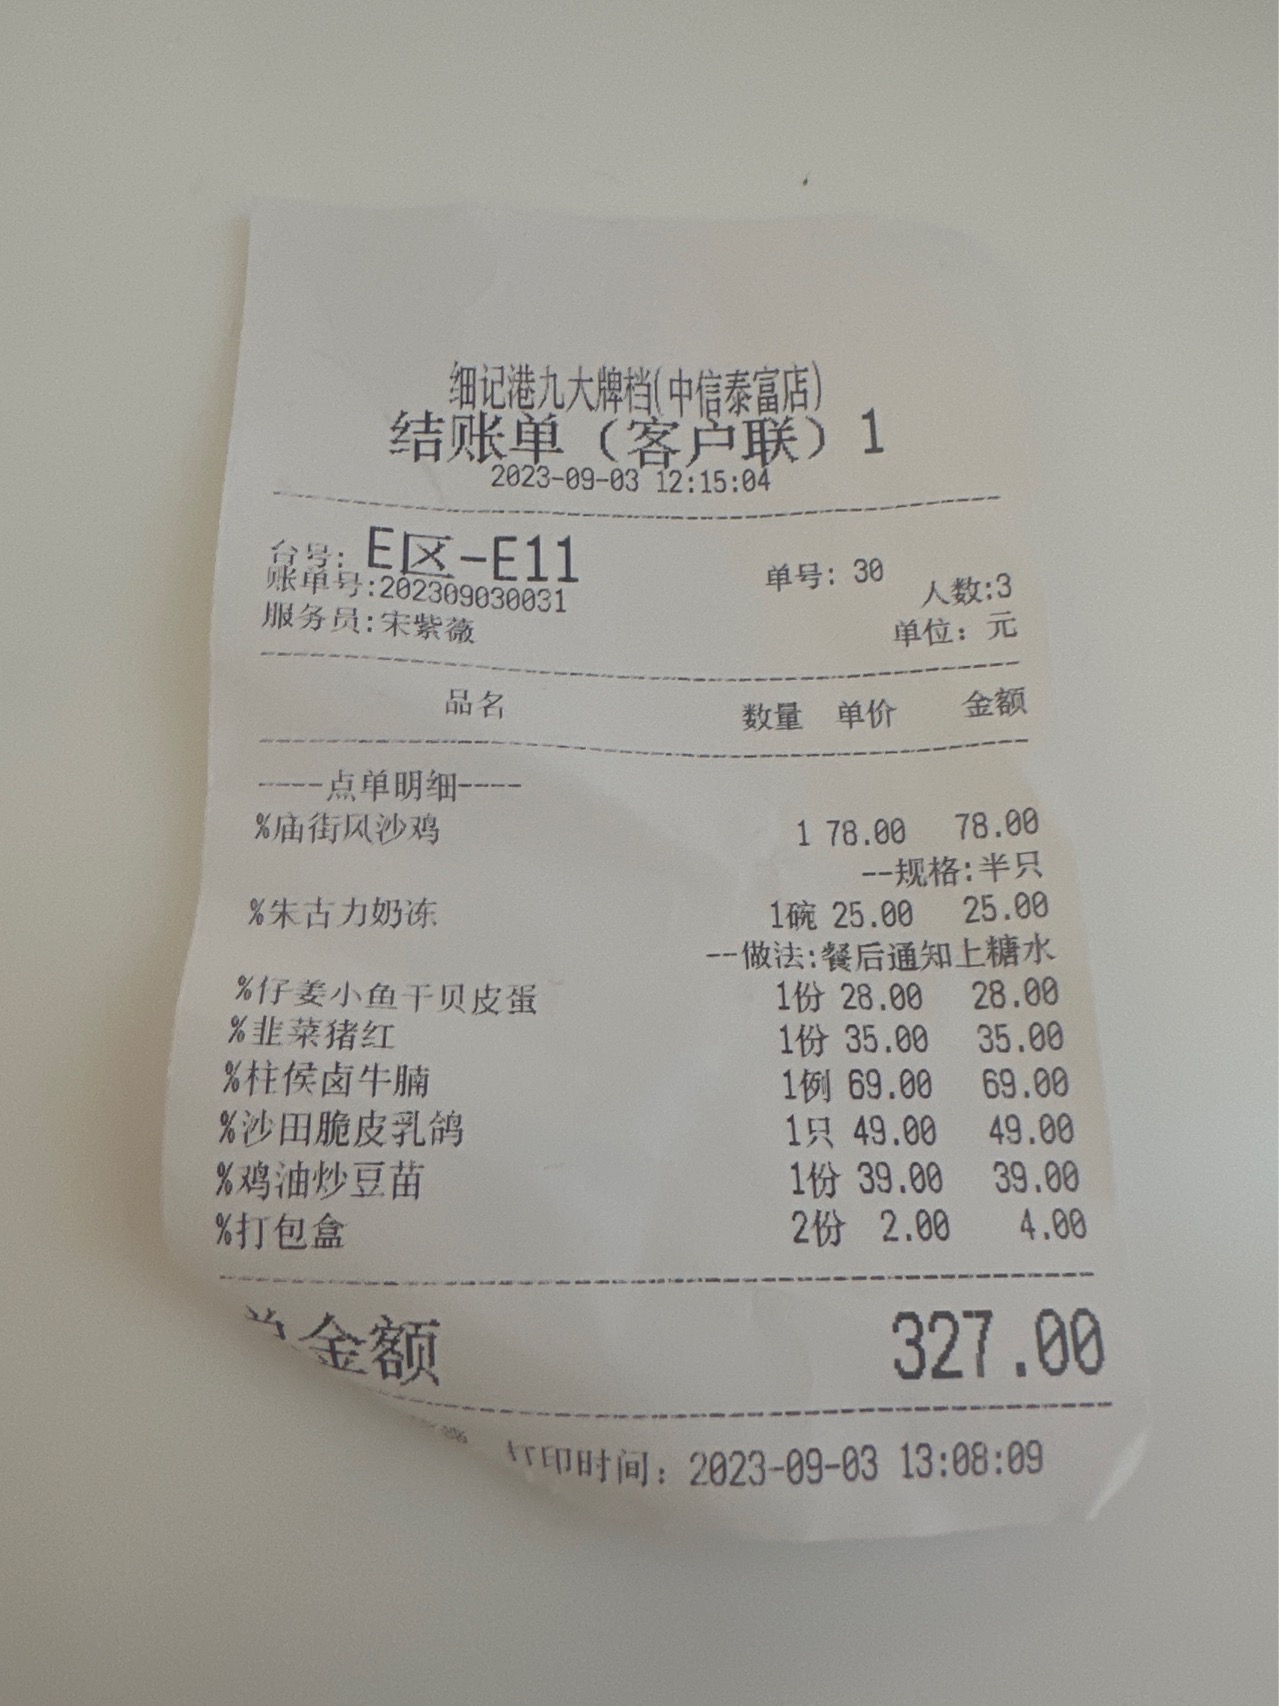 细记港九大牌档(中信泰富店)
结账单（客户联）1
2023-09-03 12:15:04
台号: E区-E11 单号: 30
账单号:202309030031 人数:3
服务员:宋紫薇 单位: 元
品名 数量 单价 金额
----点单明细----
%庙街风沙鸡 1 78.00 78.00
--规格:半只
%朱古力奶冻 1碗 25.00 25.00
--做法:餐后通知上糖水
%仔姜小鱼干贝皮蛋 1份 28.00 28.00
%韭菜猪红 1份 35.00 35.00
%柱侯卤牛腩 1例 69.00 69.00
%沙田脆皮乳鸽 1只 49.00 49.00
%鸡油炒豆苗 1份 39.00 39.00
%打包盒 2份 2.00 4.00
金额 327.00
打印时间: 2023-09-03 13:08:09